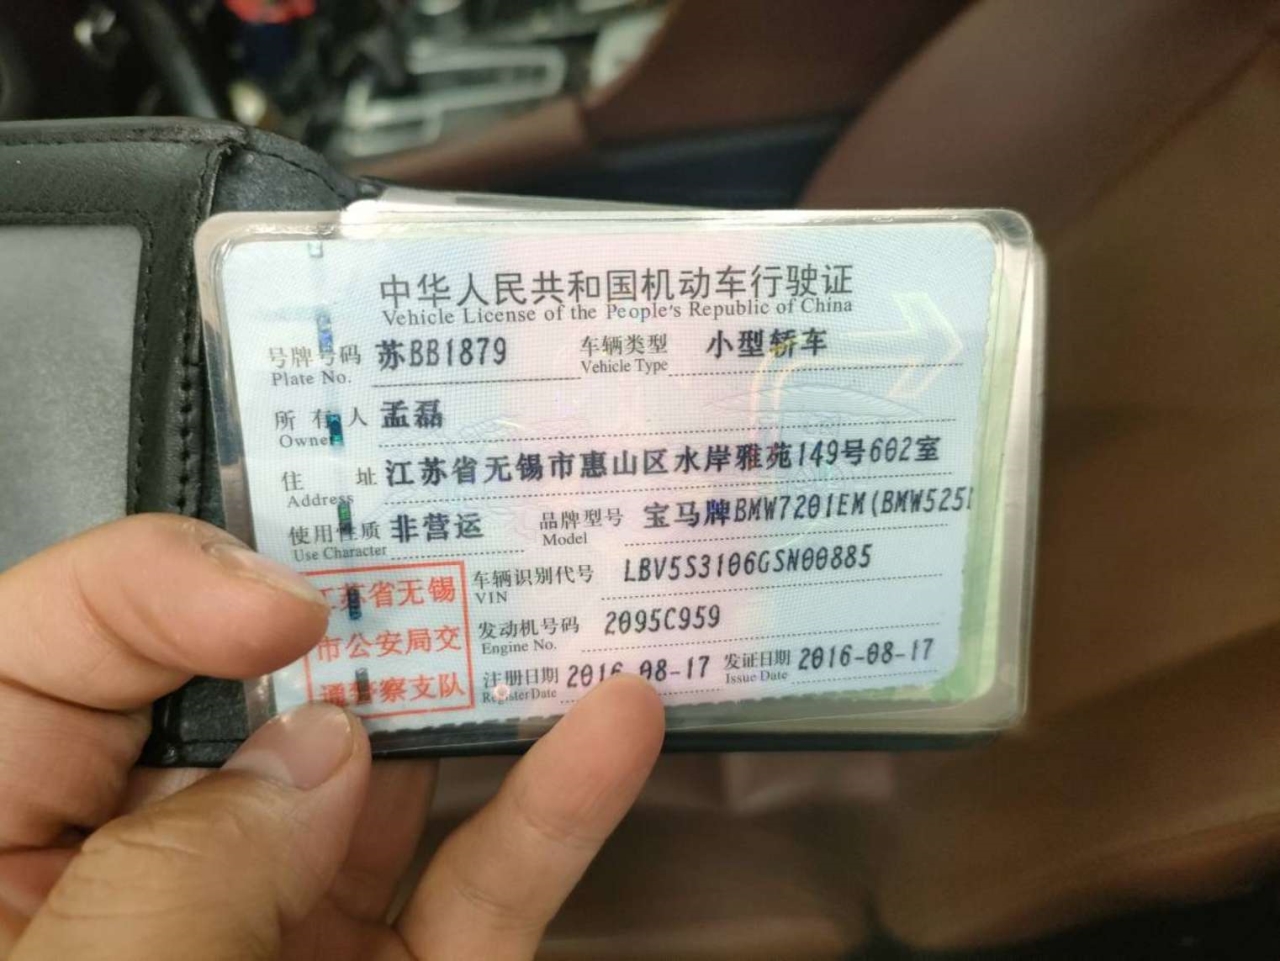 中华人民共和国机动车行驶证
Vehicle License of the People's Republic of China
号牌号码 苏BB1879 车辆类型 小型轿车
Plate No. Vehicle Type
所有人 孟磊
Owner
住址 江苏省无锡市惠山区水岸雅苑149号602室
Address
使用性质 非营运 品牌型号 宝马牌BMW7201EM(BMW525
Use Character Model
江苏省无锡
市公安局交
通警察支队
车辆识别代号 LBV5S3106GSN00885
VIN
发动机号码 2095C959
Engine No.
注册日期 2016-08-17 发证日期 2016-08-17
Register Date Issue Date